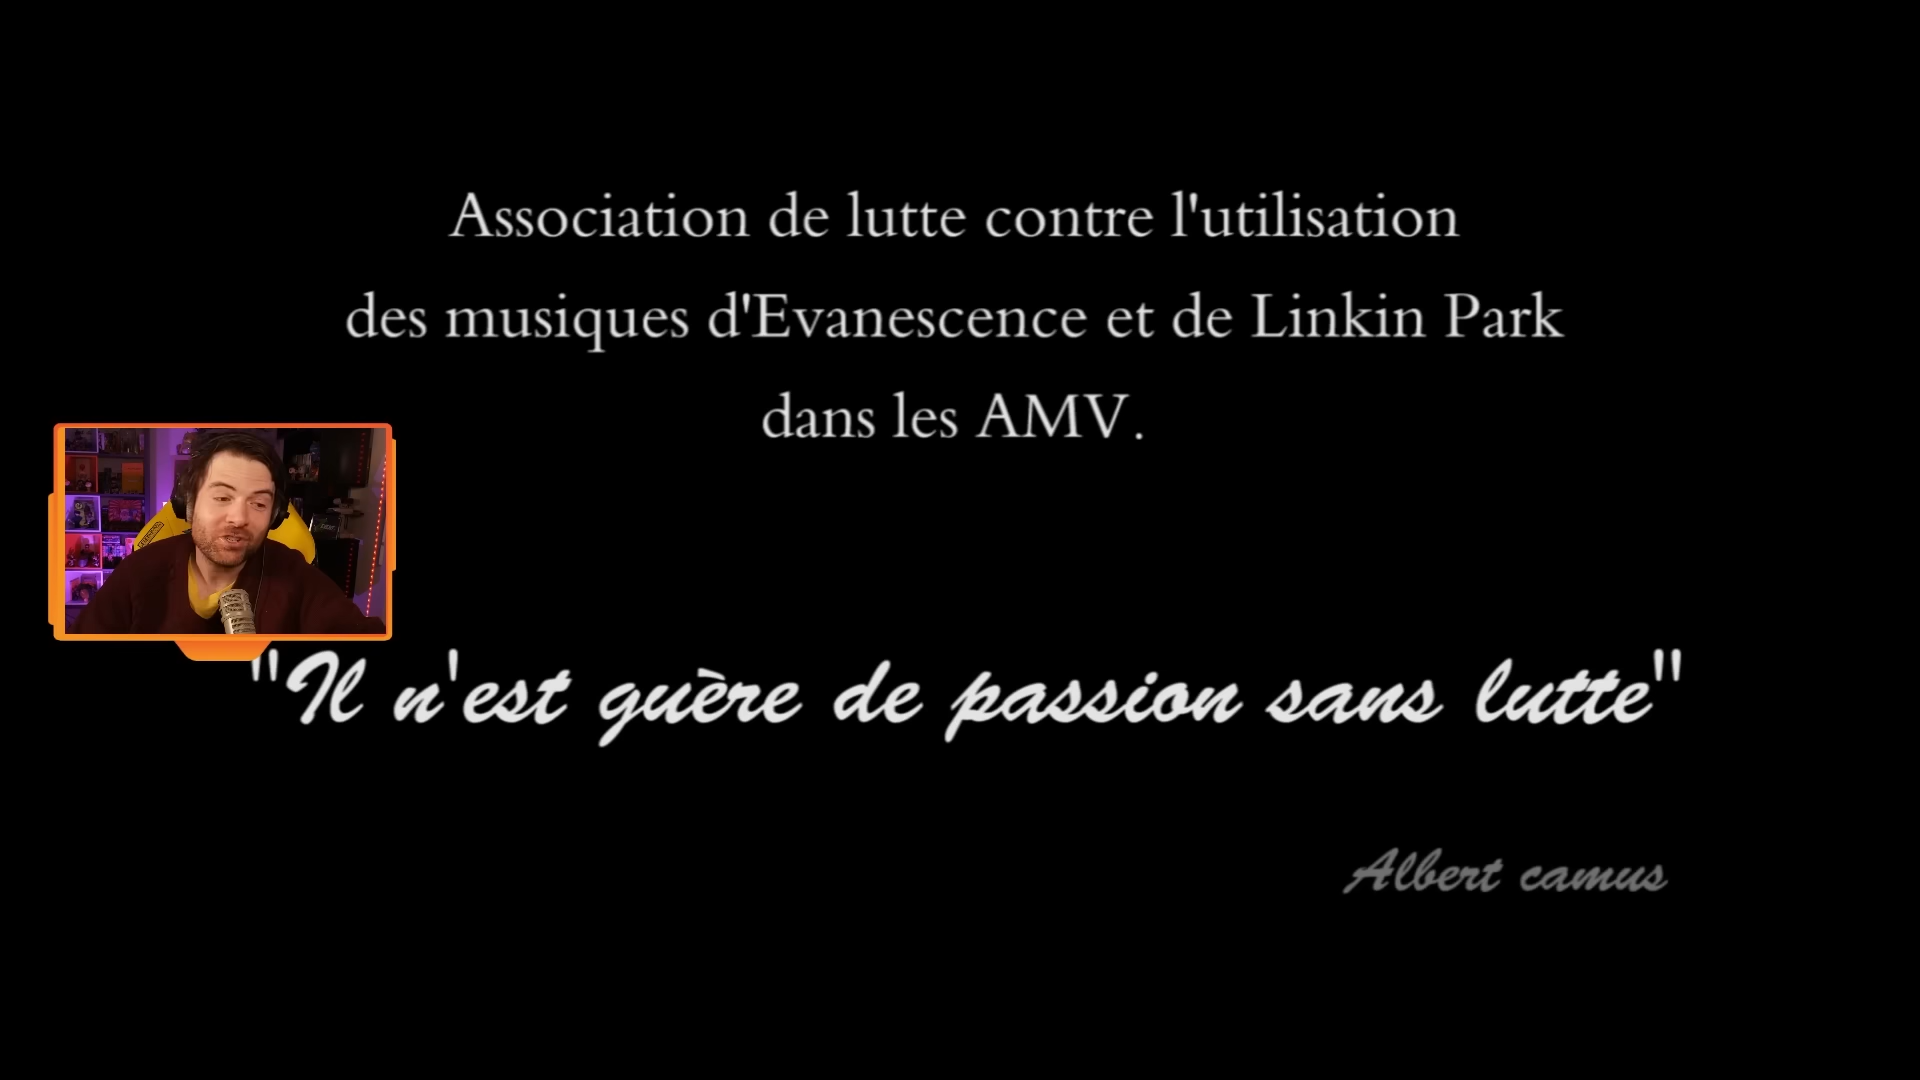 Association de lutte contre l'utilisation
des musiques d'Evanescence et de Linkin Park
dans les AMV.
"Il n'est guère de passion sans lutte"
Albert camus